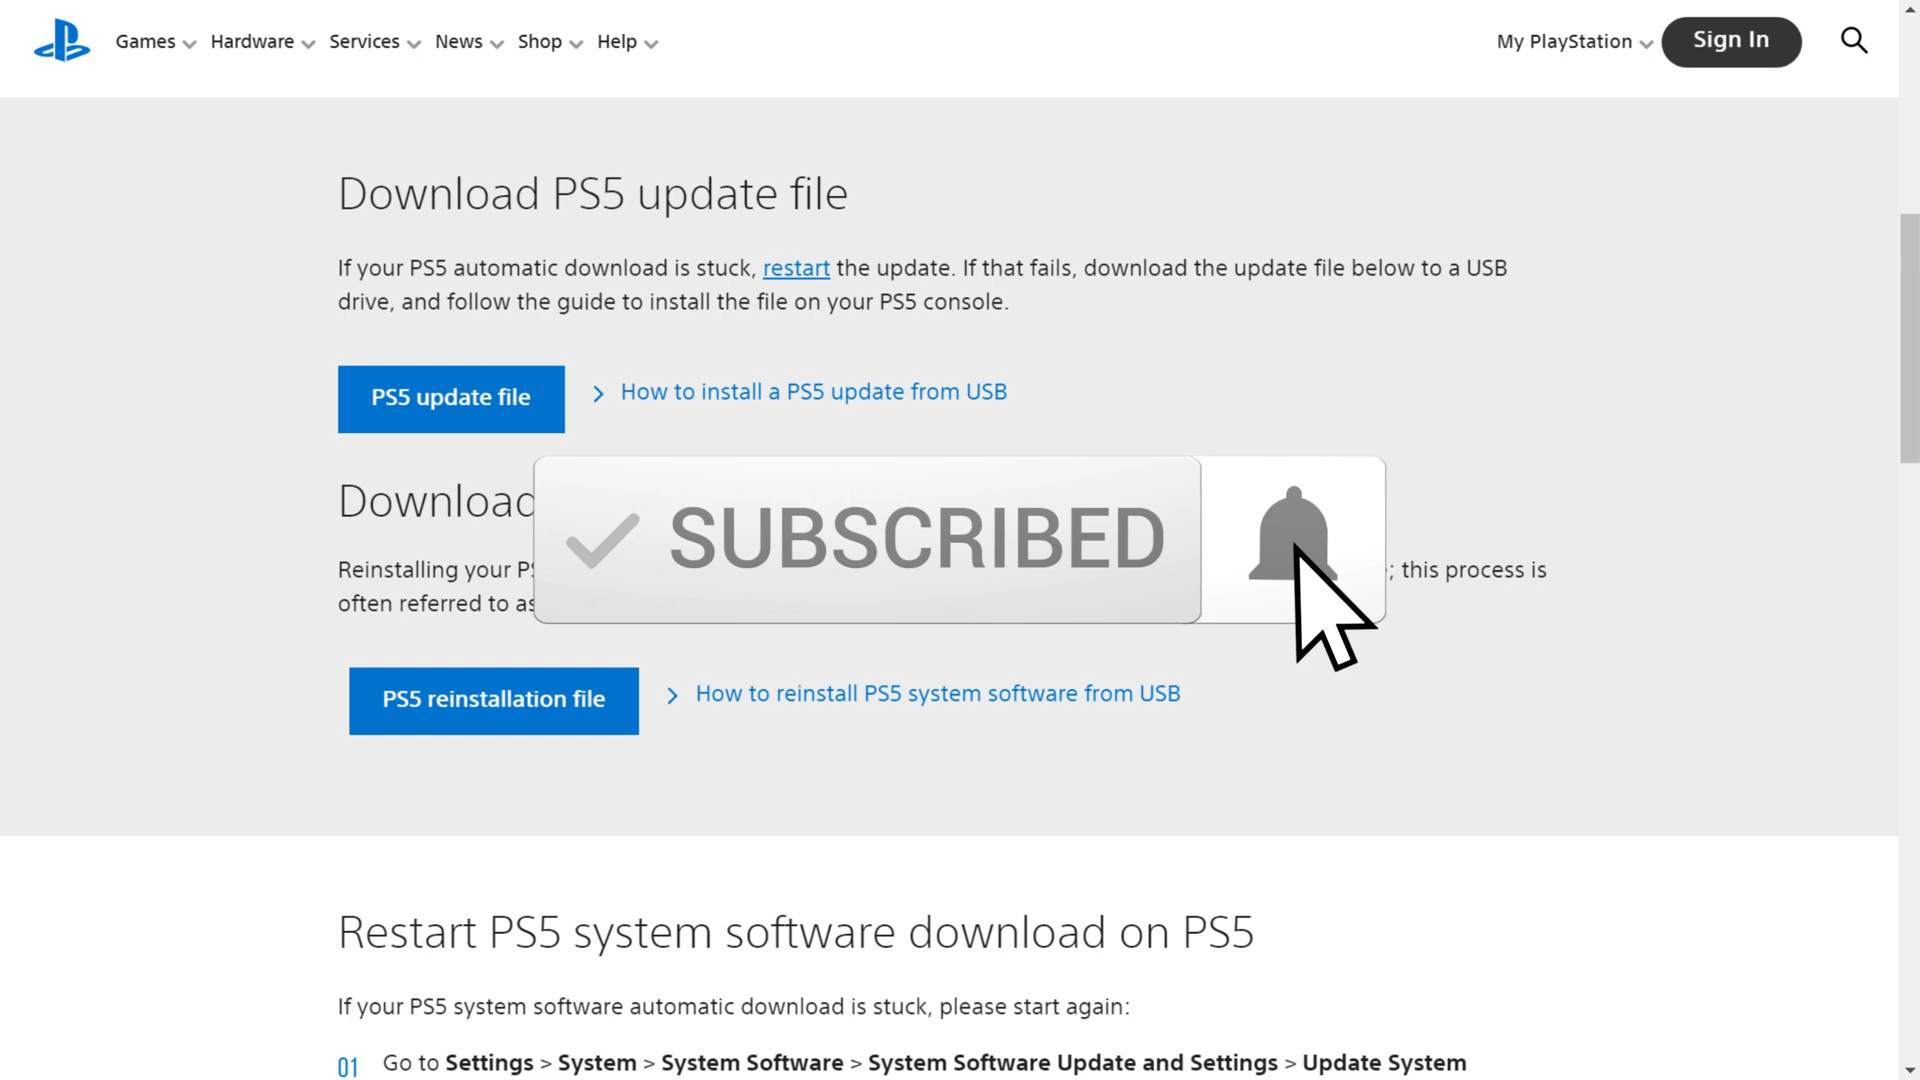 Games Hardware Services News Shop Help My PlayStation Sign In
Download PS5 update file
If your PS5 automatic download is stuck, restart the update. If that fails, download the update file below to a USB
drive, and follow the guide to install the file on your PS5 console.
PS5 update file How to install a PS5 update from USB
Download
SUBSCRIBED
Reinstalling your ; this process is
often referred to
PS5 reinstallation file How to reinstall PS5 system software from USB
Restart PS5 system software download on PS5
If your PS5 system software automatic download is stuck, please start again:
01 Go to Settings > System > System Software > System Software Update and Settings > Update System